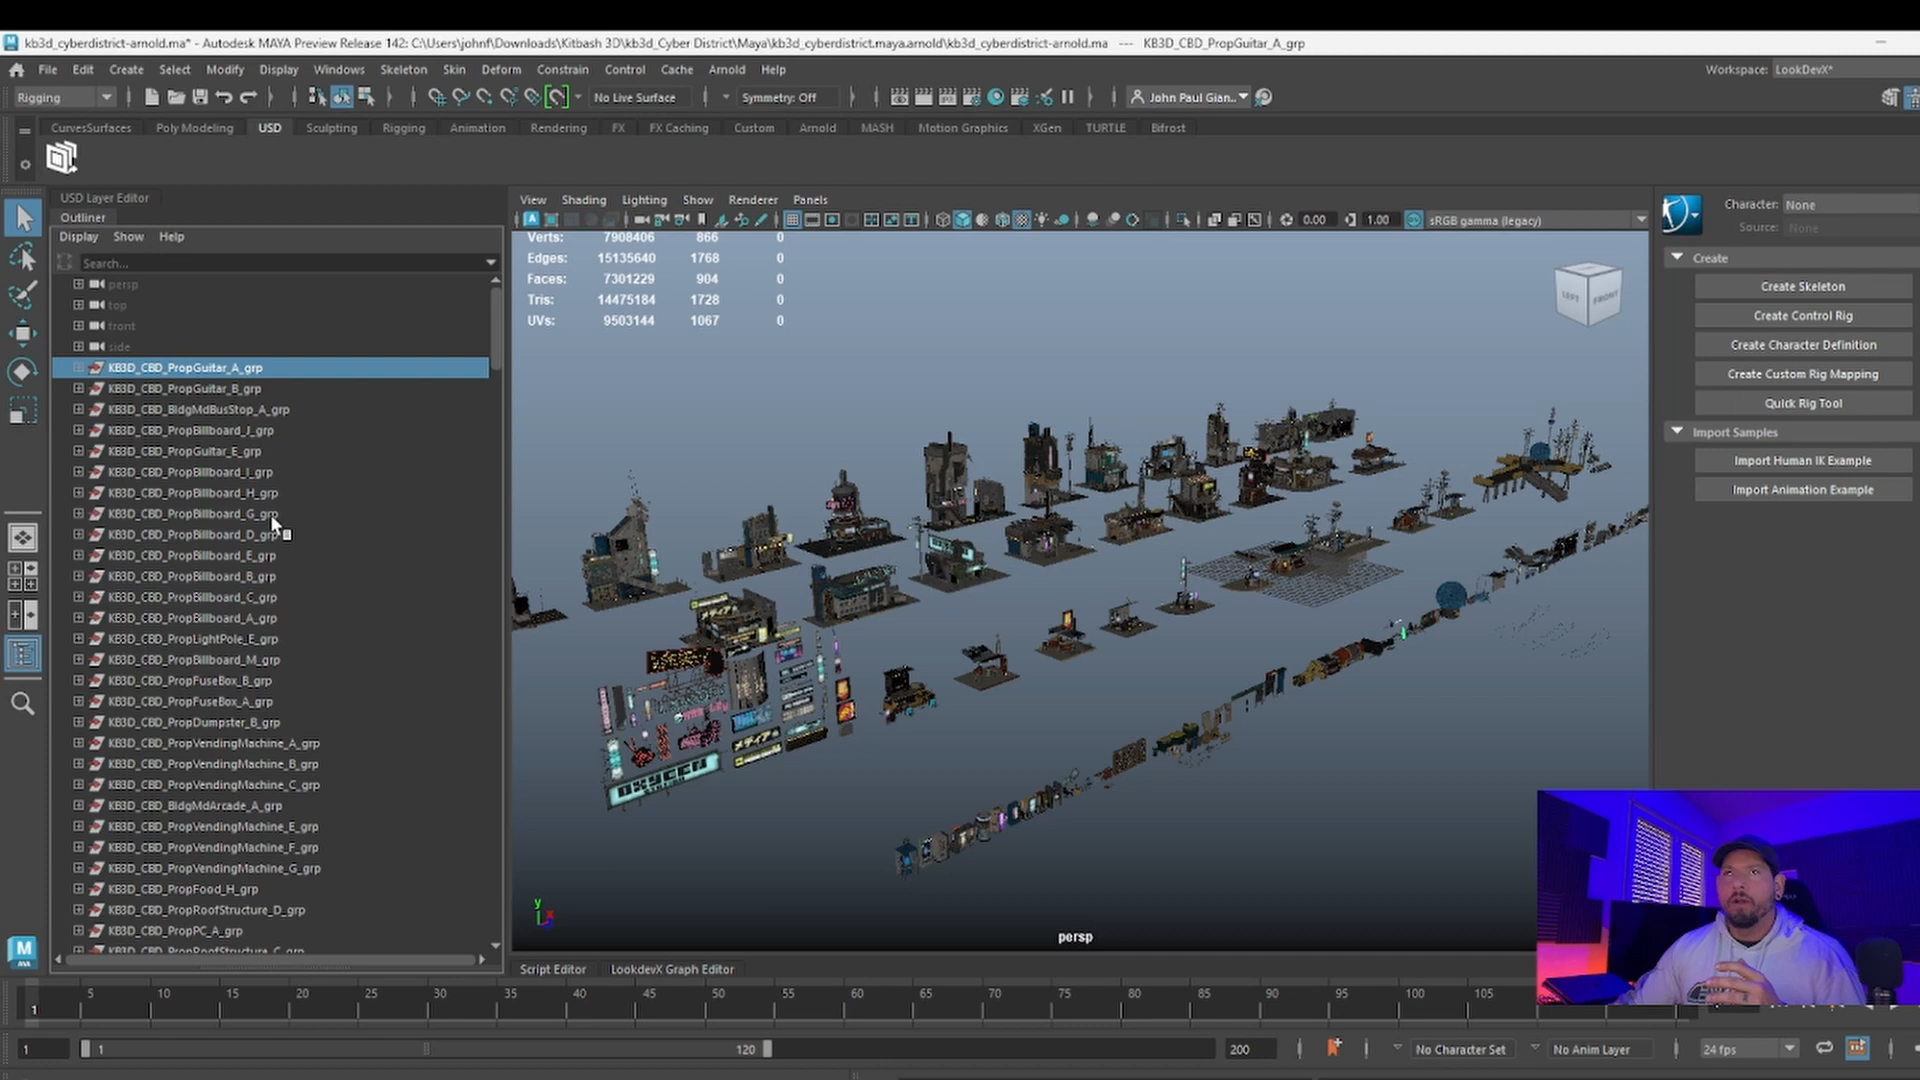 kb3d_cyberdistrict-arnold.ma* - Autodesk MAYA Preview Release 142: C:\Users\johnf\Downloads\Kitbash 3D\kb3d_Cyber District\Maya\kb3d_cyberdistrict.maya.arnold\kb3d_cyberdistrict-arnold.ma --- KB3D_CBD_PropGuitar_A_grp
File Edit Create Select Modify Display Windows Skeleton Skin Deform Constrain Control Cache Arnold Help Workspace: LookDevX*
Rigging No Live Surface Symmetry: Off John Paul Gian..
CurvesSurfaces Poly Modeling USD Sculpting Rigging Animation Rendering FX FX Caching Custom Arnold MASH Motion Graphics XGen TURTLE Bifrost
USD Layer Editor
Outliner
Display Show Help
Search...
persp
top
front
side
KB3D_CBD_PropGuitar_A_grp
KB3D_CBD_PropGuitar_B_grp
KB3D_CBD_BldgMdBusStop_A_grp
KB3D_CBD_PropBillboard_J_grp
KB3D_CBD_PropGuitar_E_grp
KB3D_CBD_PropBillboard_I_grp
KB3D_CBD_PropBillboard_H_grp
KB3D_CBD_PropBillboard_G_grp
KB3D_CBD_PropBillboard_D_grp
KB3D_CBD_PropBillboard_E_grp
KB3D_CBD_PropBillboard_B_grp
KB3D_CBD_PropBillboard_C_grp
KB3D_CBD_PropBillboard_A_grp
KB3D_CBD_PropLightPole_E_grp
KB3D_CBD_PropBillboard_M_grp
KB3D_CBD_PropFuseBox_B_grp
KB3D_CBD_PropFuseBox_A_grp
KB3D_CBD_PropDumpster_B_grp
KB3D_CBD_PropVendingMachine_A_grp
KB3D_CBD_PropVendingMachine_B_grp
KB3D_CBD_PropVendingMachine_C_grp
KB3D_CBD_BldgMdArcade_A_grp
KB3D_CBD_PropVendingMachine_E_grp
KB3D_CBD_PropVendingMachine_F_grp
KB3D_CBD_PropVendingMachine_G_grp
KB3D_CBD_PropFood_H_grp
KB3D_CBD_PropRoofStructure_D_grp
KB3D_CBD_PropPC_A_grp
KB3D_CBD_PropRoofStructure_C_grp
View Shading Lighting Show Renderer Panels
0.00 1.00 sRGB gamma (legacy)
Verts: 7908406 866 0
Edges: 15135640 1768 0
Faces: 7301229 904 0
Tris: 14475184 1728 0
UVs: 9503144 1067 0
LEFT FRONT
y
x
persp
Script Editor LookdevX Graph Editor
Character: None
Source: None
Create
Create Skeleton
Create Control Rig
Create Character Definition
Create Custom Rig Mapping
Quick Rig Tool
Import Samples
Import Human IK Example
Import Animation Example
M
5 10 15 20 25 30 35 40 45 50 55 60 65 70 75 80 85 90 95 100 105
1
1 1 120 200 No Character Set No Anim Layer 24 fps